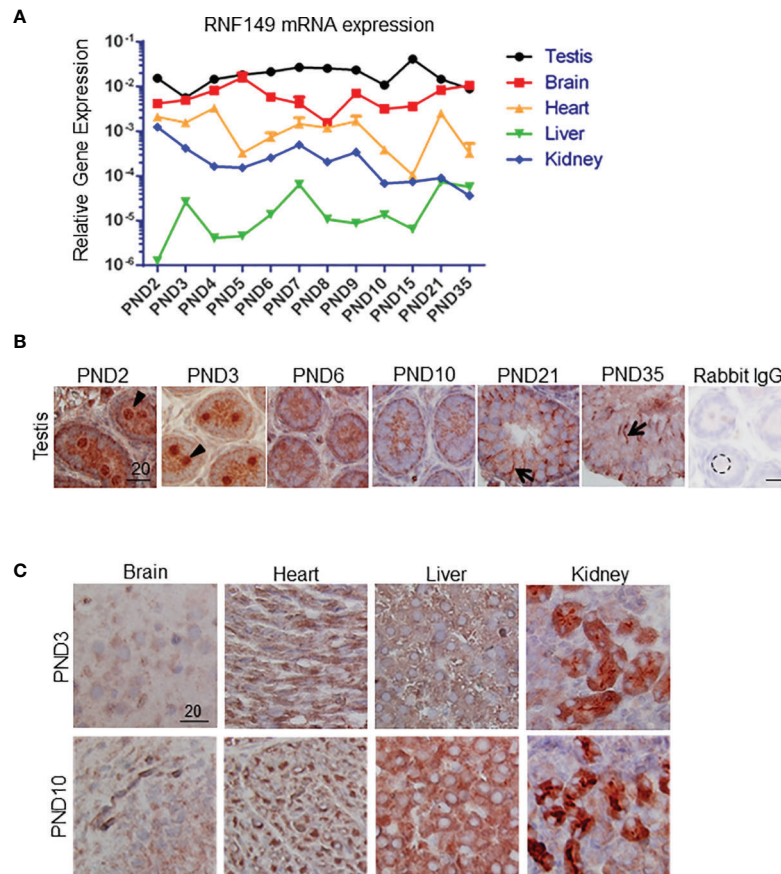 A
RNF149 mRNA expression
Relative Gene Expression
10-1
10-2
10-3
10-4
10-5
10-6
PND2
PND3
PND4
PND5
PND6
PND7
PND8
PND9
PND10
PND15
PND21
PND35
Testis
Brain
Heart
Liver
Kidney
B
PND2 PND3 PND6 PND10 PND21 PND35 Rabbit IgG
Testis
20
C
Brain Heart Liver Kidney
PND3
20
PND10